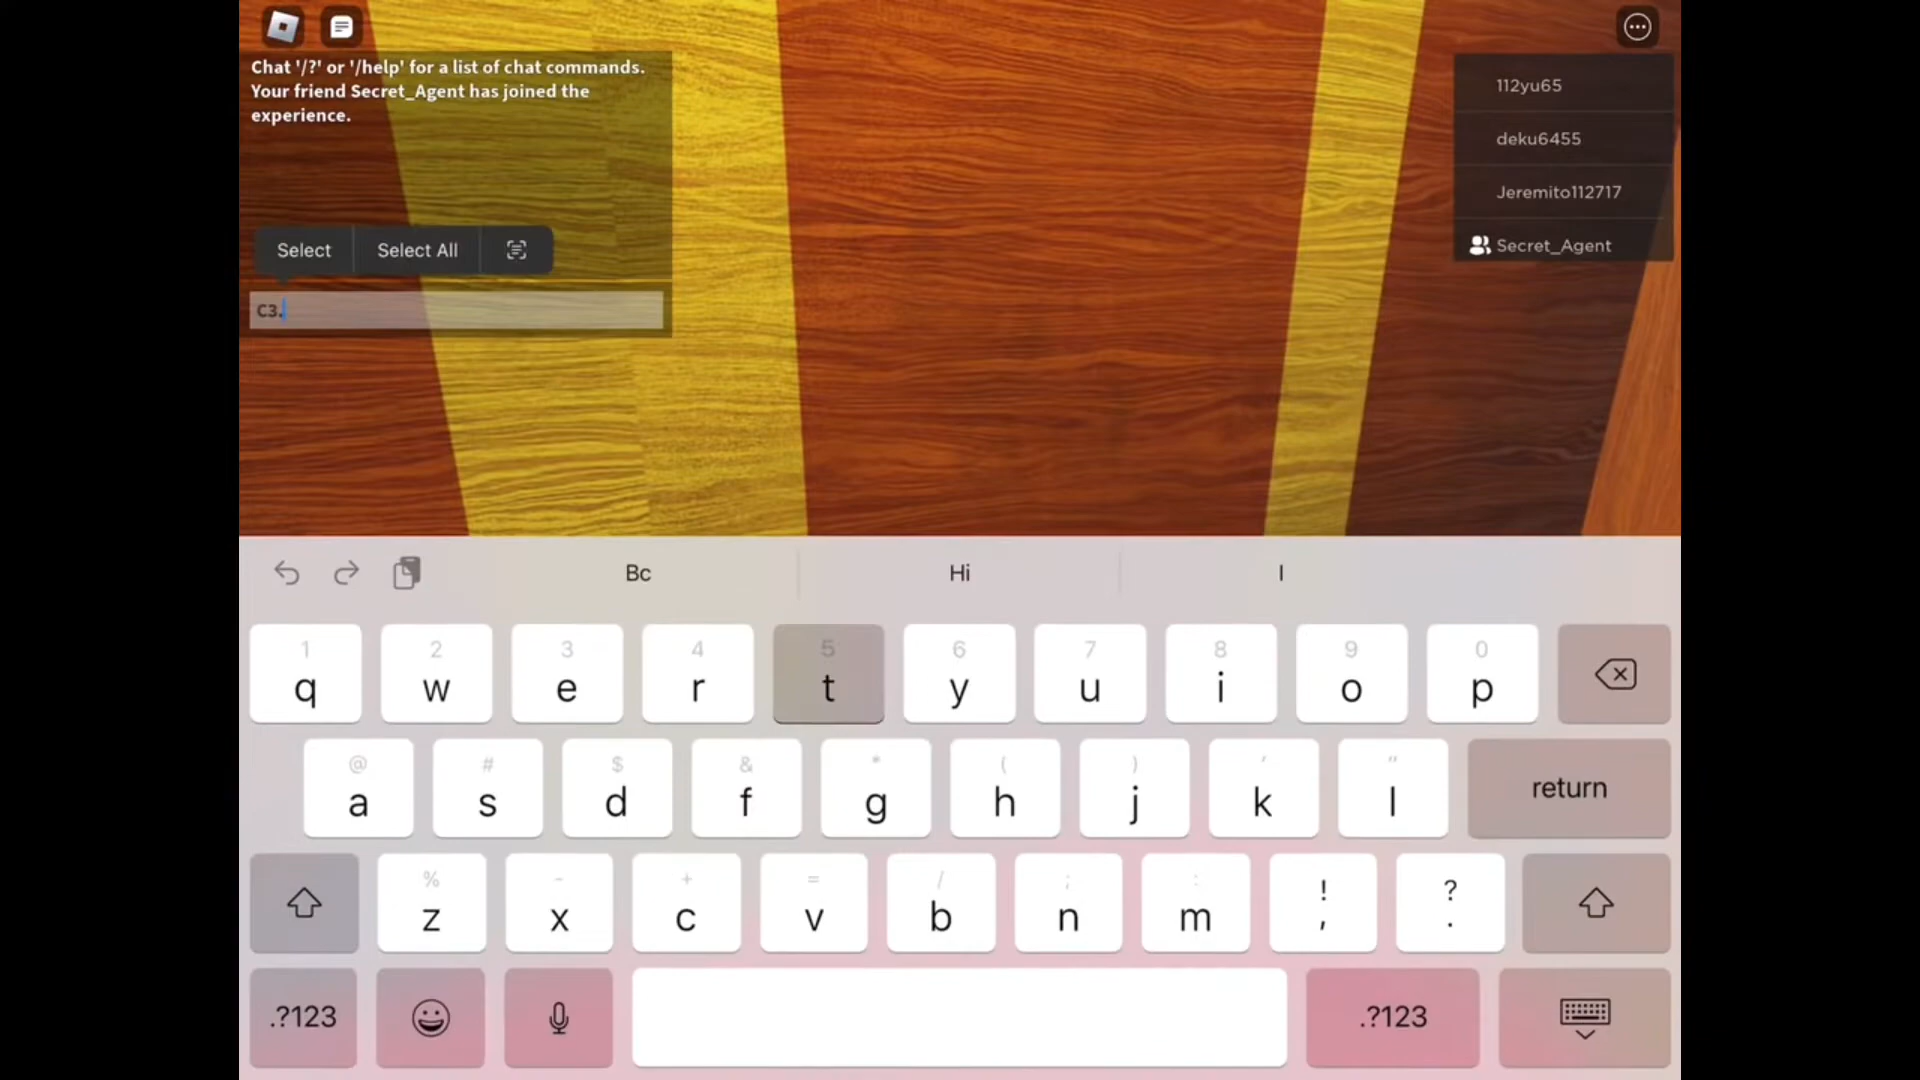 Chat '/?' or '/help' for a list of chat commands.
Your friend Secret_Agent has joined the
experience.
112yu65
deku6455
Jeremito112717
Secret_Agent
Select Select All
C3.
Bc Hi I
1 2 3 4 5 6 7 8 9 0
q w e r t y u i o p
@ # $ & * ( ) ' "
a s d f g h j k l return
% - + = / ; : ! ?
z x c v b n m , .
.?123 .?123